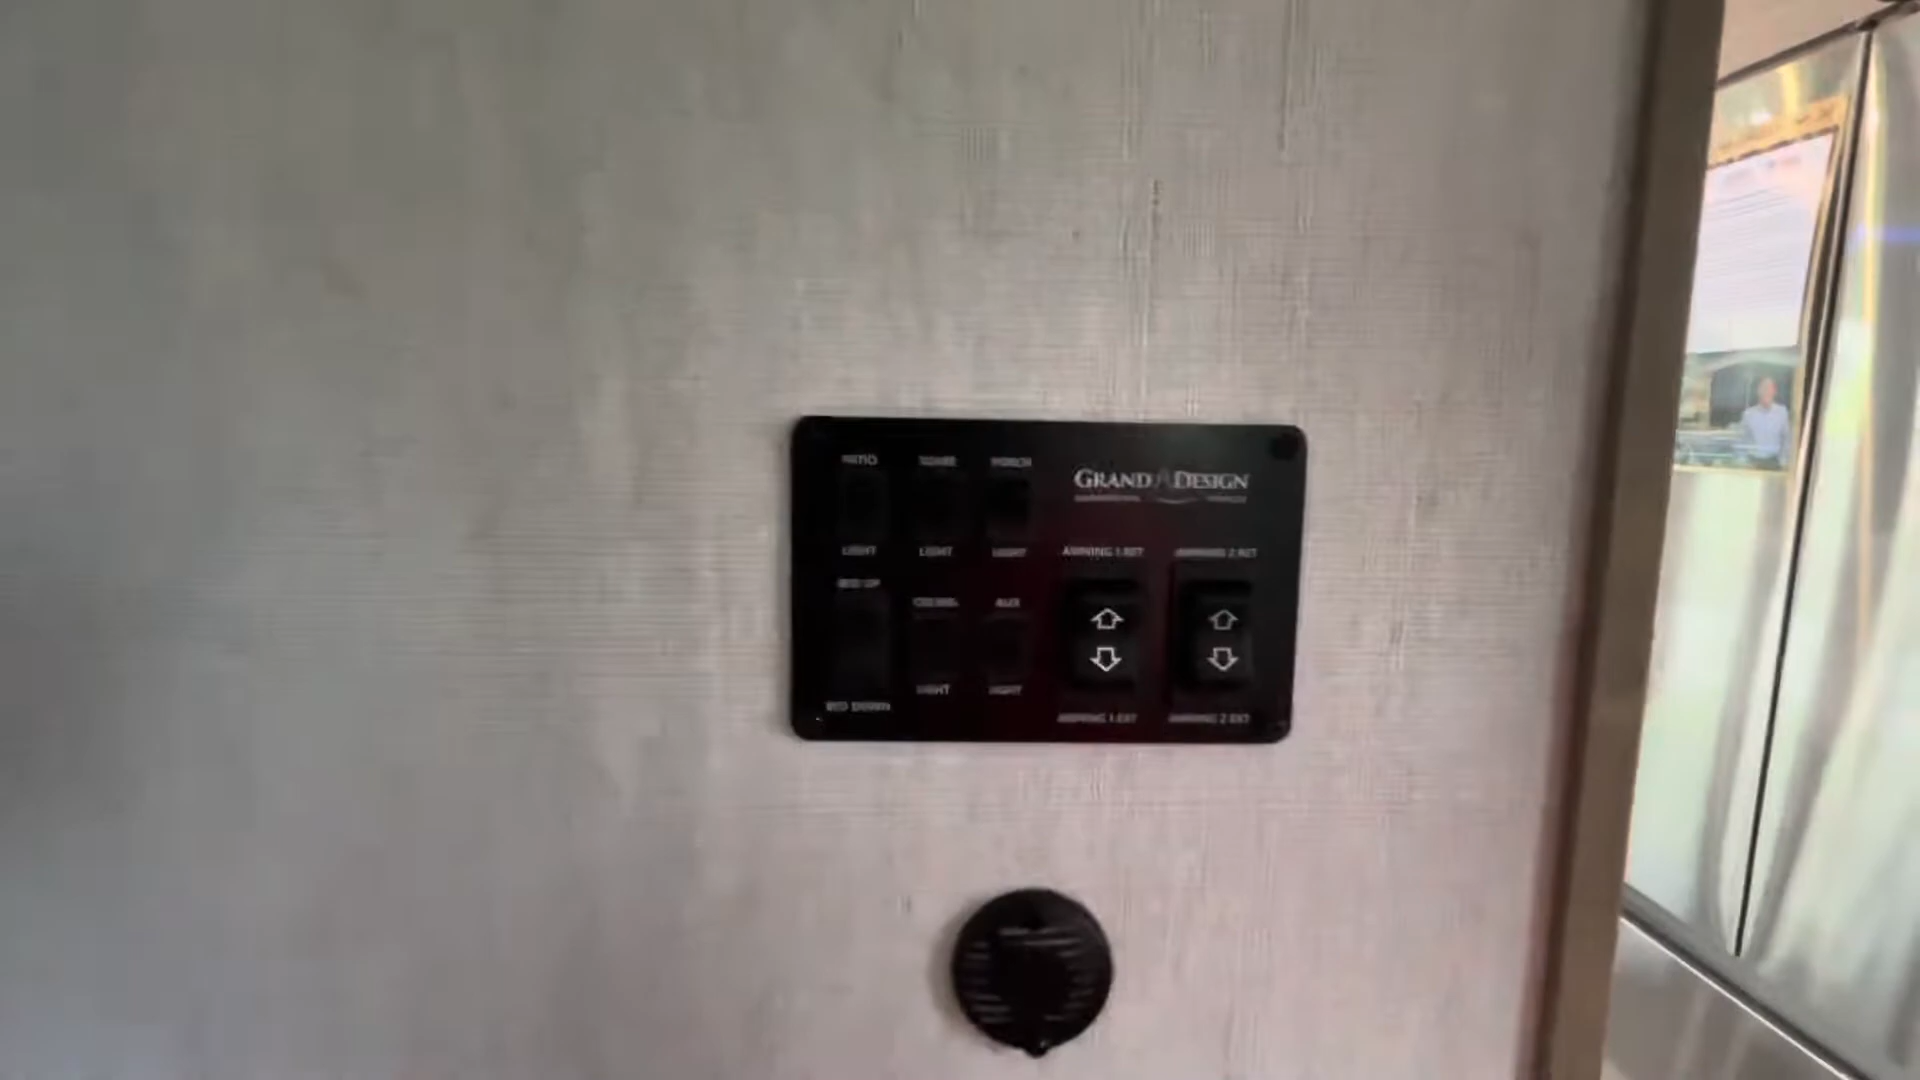 PATIO
PORCH
GRAND DESIGN
LIGHT
LIGHT
LIGHT
AWNING 1 RET
AWNING 2 RET
BED UP
CEILING
AUX
LIGHT
LIGHT
BED DOWN
AWNING 1 EXT
AWNING 2 EXT